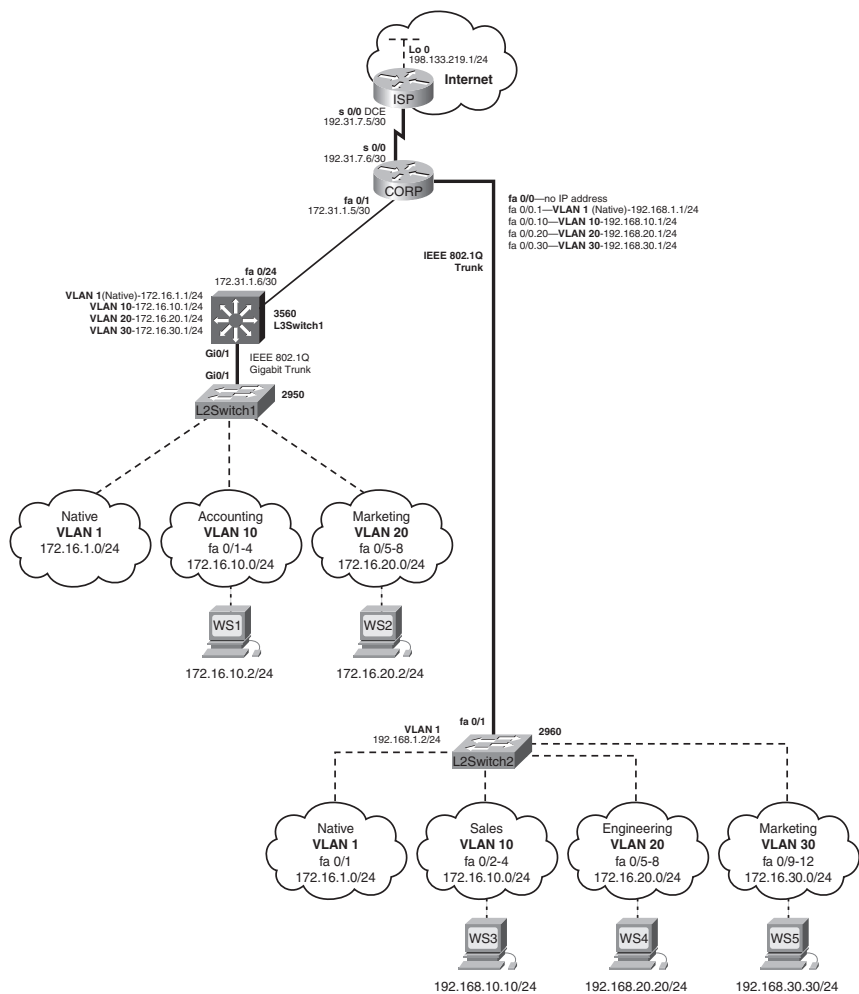 Lo 0
198.133.219.1/24
Internet
ISP
s 0/0 DCE
192.31.7.5/30
s 0/0
192.31.7.6/30
CORP
fa 0/1
172.31.1.5/30
fa 0/0—no IP address
fa 0/0.1—VLAN 1 (Native)-192.168.1.1/24
fa 0/0.10—VLAN 10-192.168.10.1/24
fa 0/0.20—VLAN 20-192.168.20.1/24
fa 0/0.30—VLAN 30-192.168.30.1/24
IEEE 802.1Q
Trunk
fa 0/24
172.31.1.6/30
VLAN 1(Native)-172.16.1.1/24
VLAN 10-172.16.10.1/24
VLAN 20-172.16.20.1/24
VLAN 30-172.16.30.1/24
3560
L3Switch1
Gi0/1
IEEE 802.1Q
Gigabit Trunk
Gi0/1
2950
L2Switch1
Native
VLAN 1
172.16.1.0/24
Accounting
VLAN 10
fa 0/1-4
172.16.10.0/24
Marketing
VLAN 20
fa 0/5-8
172.16.20.0/24
WS1
172.16.10.2/24
WS2
172.16.20.2/24
VLAN 1
192.168.1.2/24
fa 0/1
2960
L2Switch2
Native
VLAN 1
fa 0/1
172.16.1.0/24
Sales
VLAN 10
fa 0/2-4
172.16.10.0/24
Engineering
VLAN 20
fa 0/5-8
172.16.20.0/24
Marketing
VLAN 30
fa 0/9-12
172.16.30.0/24
WS3
192.168.10.10/24
WS4
192.168.20.20/24
WS5
192.168.30.30/24